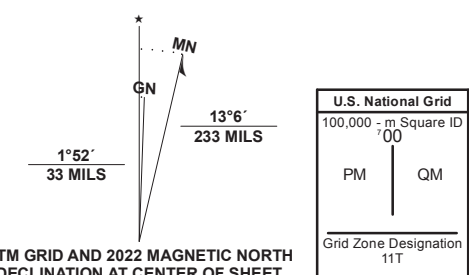 ★
MN
GN
13°6´
233 MILS
1°52´
33 MILS
TM GRID AND 2022 MAGNETIC NORTH
DECLINATION AT CENTER OF SHEET
U.S. National Grid
100,000 - m Square ID
⁷00
PM QM
Grid Zone Designation
11T